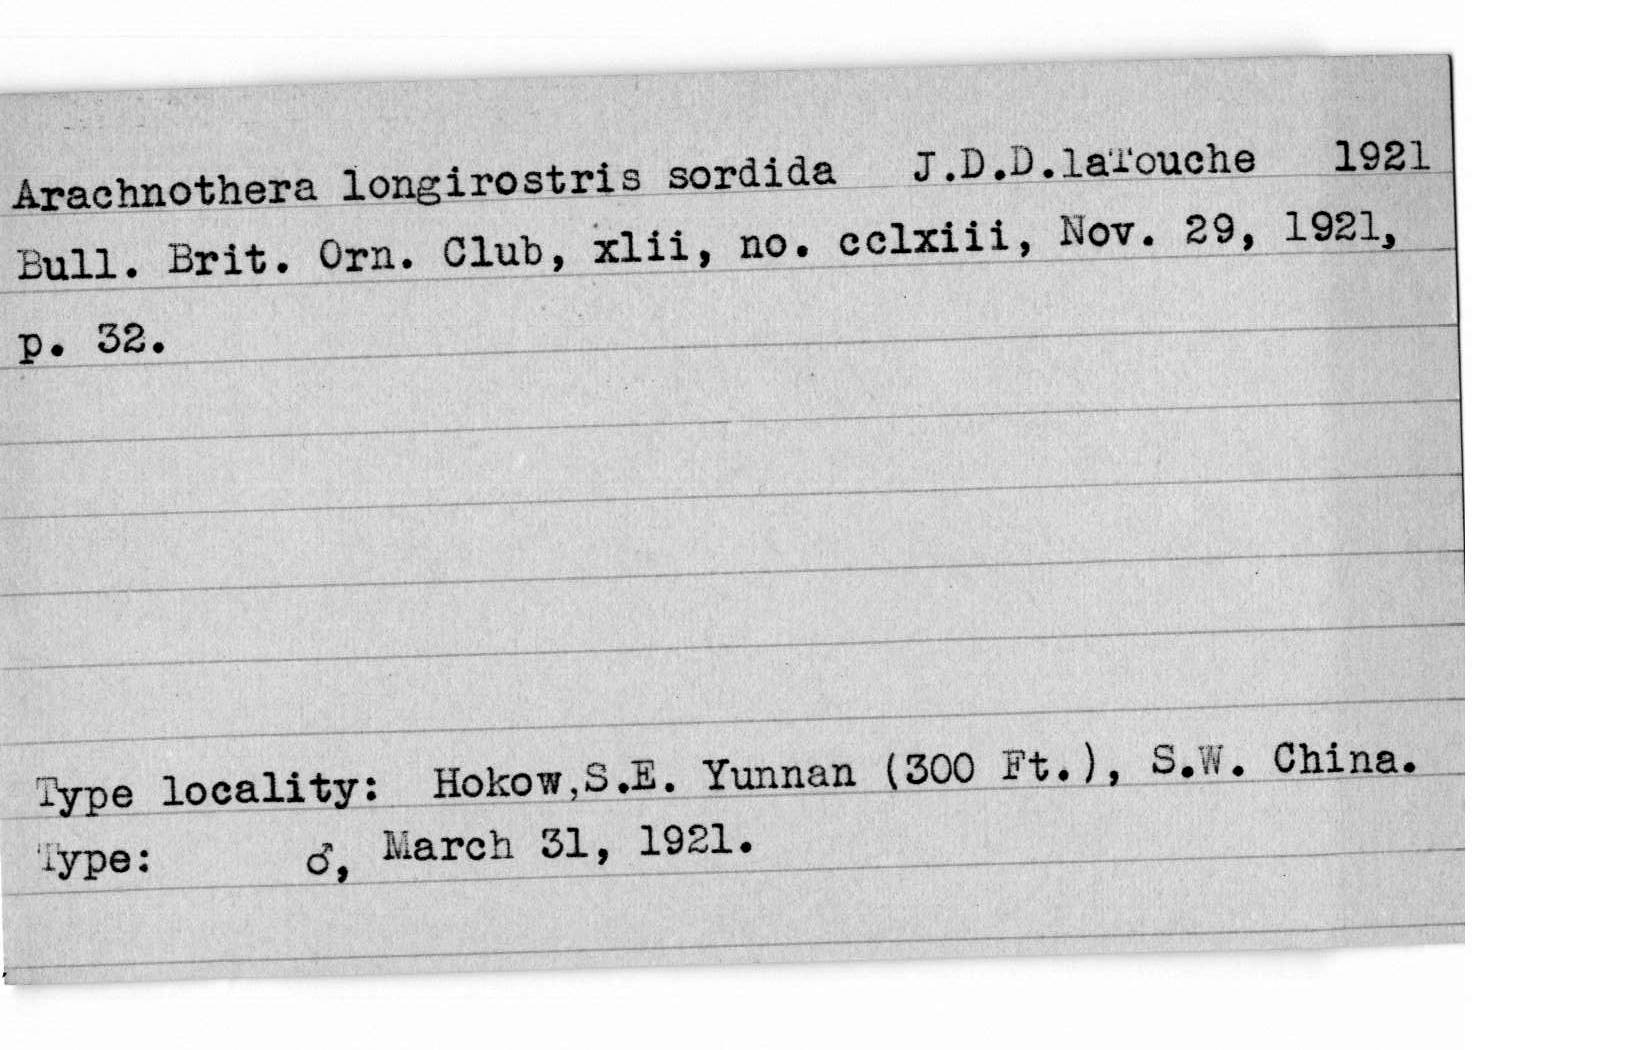 Arachnothera longirostris sordida J.D.D.laTouche 1921
Bull. Brit. Orn. Club, xlii, no. cclxiii, Nov. 29, 1921,
p. 32.
Type locality: Hokow,S.E. Yunnan (300 Ft.), S.W. China.
Type: ♂, March 31, 1921.